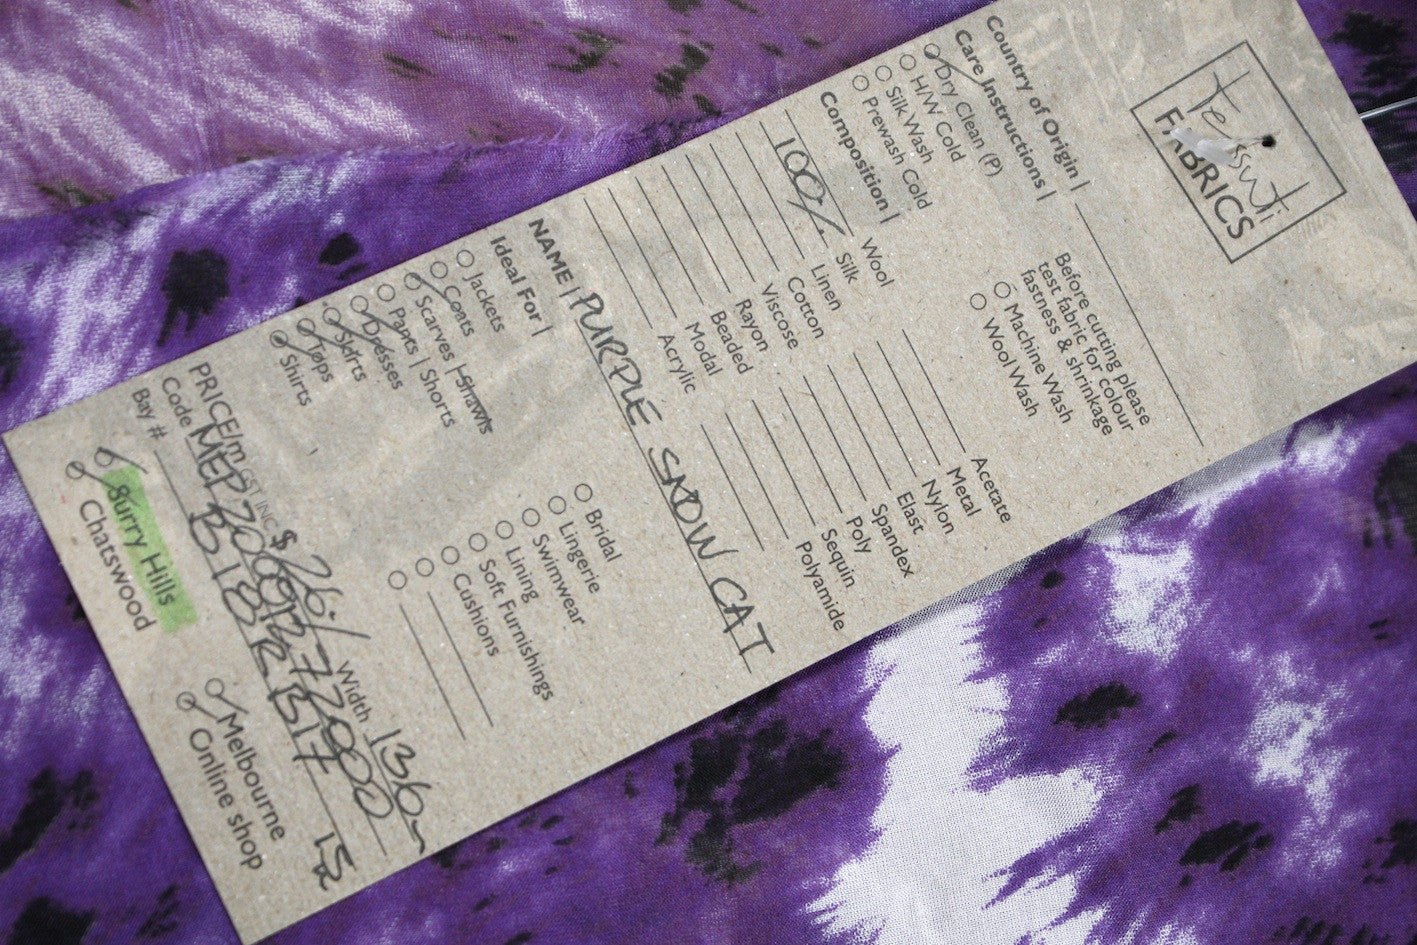 tessuti
FABRICS
Country of Origin |
Care Instructions |
Dry Clean (P)
H/W Cold
Silk Wash
Prewash Cold
Before cutting please
test fabric for colour
fastness & shrinkage
Machine Wash
Wool Wash
Composition |
Wool
100% Silk
Linen
Cotton
Viscose
Rayon
Beaded
Modal
Acrylic
Acetate
Metal
Nylon
Elast
Spandex
Poly
Sequin
Polyamide
NAME | PURPLE SNOW CAT
Ideal For |
Jackets
Coats
Scarves | Shawls
Pants | Shorts
Dresses
Skirts
Tops
Shirts
Bridal
Lingerie
Swimwear
Lining
Soft Furnishings
Cushions
PRICE/m GST INC $ 26./ Width 136
Code
Bay # B18 R B17
Surry Hills
Chatswood
Melbourne
Online shop